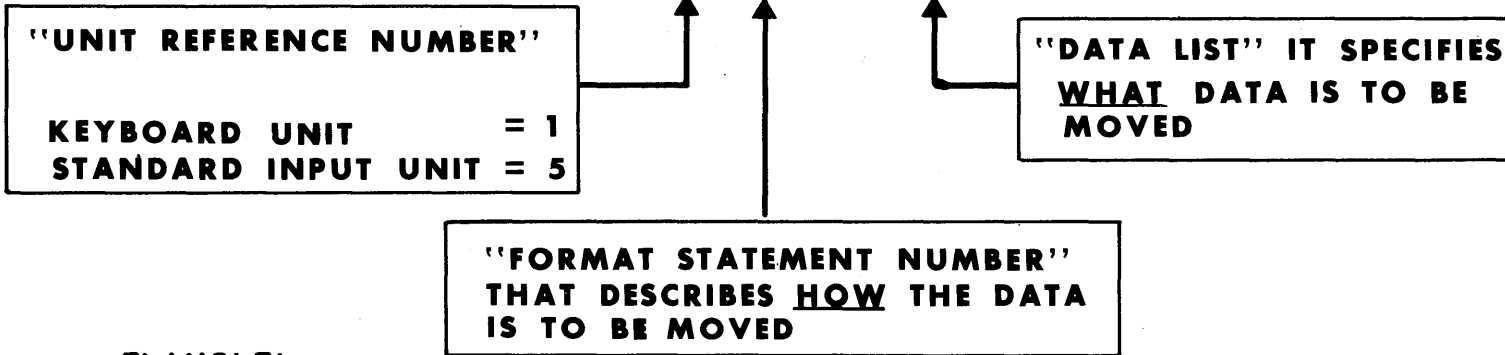 “UNIT REFERENCE NUMBER”
KEYBOARD UNIT = 1
STANDARD INPUT UNIT = 5
“DATA LIST” IT SPECIFIES
WHAT DATA IS TO BE
MOVED
“FORMAT STATEMENT NUMBER”
THAT DESCRIBES HOW THE DATA
IS TO BE MOVED